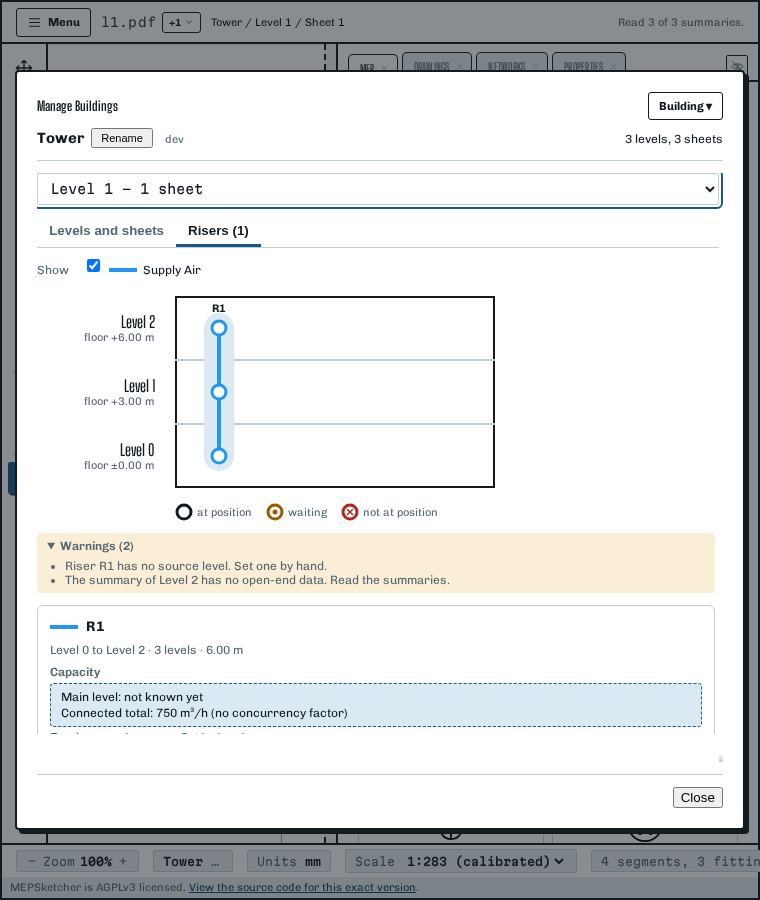 Menu
l1.pdf
+1
Tower / Level 1 / Sheet 1
Read 3 of 3 summaries.
MEP
DRAWINGS
NETWORKS
PROPERTIES
Manage Buildings
Building ▾
Tower
Rename
dev
3 levels, 3 sheets
Level 1 — 1 sheet
Levels and sheets
Risers (1)
Show
Supply Air
R1
Level 2
floor +6.00 m
Level 1
floor +3.00 m
Level 0
floor ±0.00 m
at position
waiting
not at position
▼ Warnings (2)
• Riser R1 has no source level. Set one by hand.
• The summary of Level 2 has no open-end data. Read the summaries.
R1
Level 0 to Level 2 · 3 levels · 6.00 m
Capacity
Main level: not known yet
Connected total: 750 m³/h (no concurrency factor)
Close
− Zoom 100% +
Tower …
Units mm
Scale 1:283 (calibrated)
4 segments, 3 fittin
MEPSketcher is AGPLv3 licensed. View the source code for this exact version.